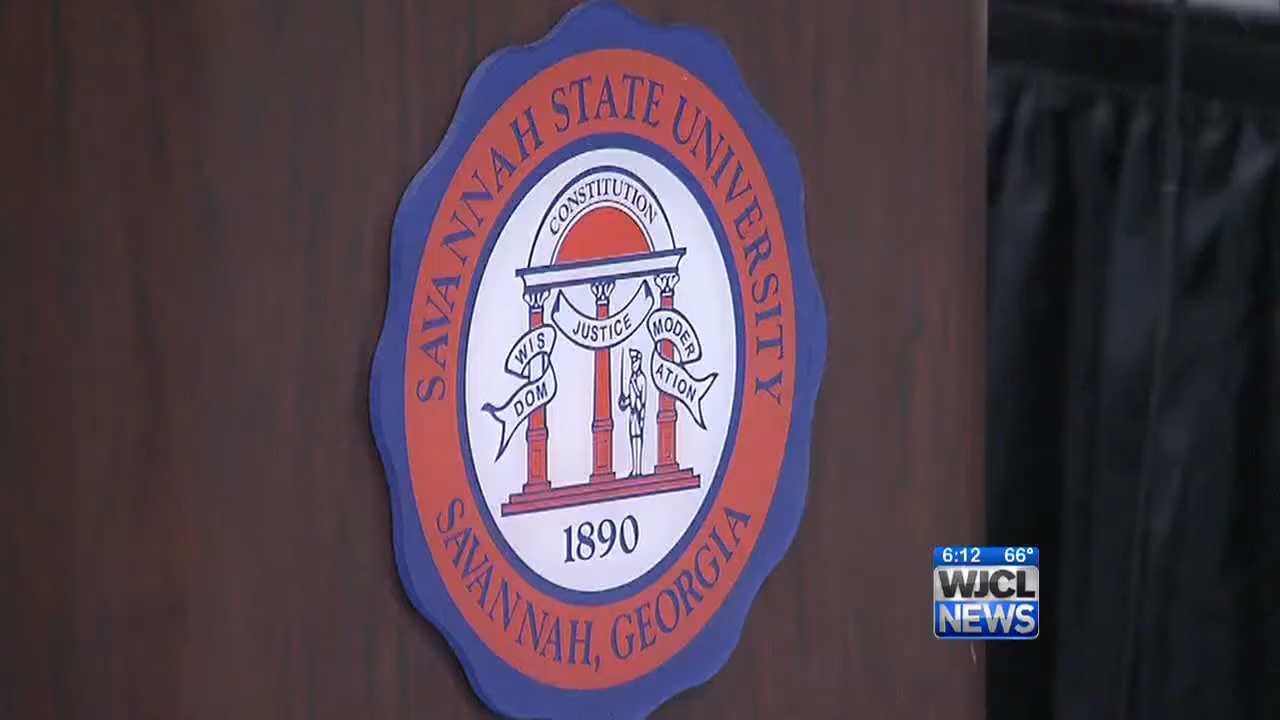 SAVANNAH STATE UNIVERSITY
CONSTITUTION
JUSTICE
WIS
DOM
MODER
ATION
1890
SAVANNAH, GEORGIA
6:12 66°
WJCL
NEWS